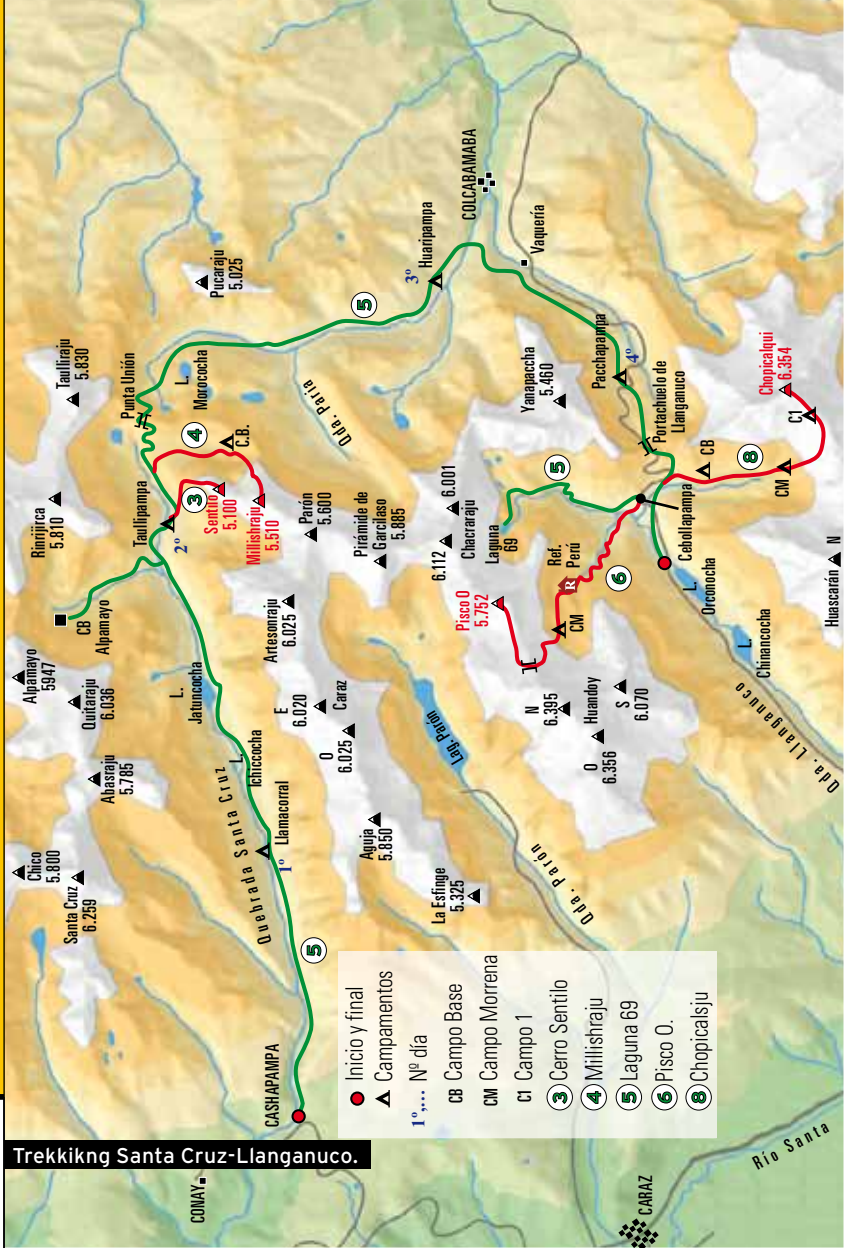 Trekkikng Santa Cruz-Llanganuco.
Inicio y final
Campamentos
1º,... Nº día
CB Campo Base
CM Campo Morrena
C1 Campo 1
3 Cerro Sentilo
4 Millishraju
5 Laguna 69
6 Pisco O.
8 Chopicalsju
CONAY
CASHAPAMPA
CARAZ
Río Santa
5
Quebrada Santa Cruz
1º
Llamacorral
L.
Ichiccocha
L.
Jatuncocha
Santa Cruz
6.259
Chico
5.800
Abasraju
5.785
Quitaraju
6.036
Alpamayo
5947
CB
Alpamayo
Rinrijirca
5.810
Taulliraju
5.830
Taullipampa
2º
Punta Unión
3
Sentilo
5.100
4
C.B.
Millishraju
5.510
L.
Morococha
Pucaraju
5.025
5
Qda. Paria
3º
Huaripampa
COLCABAMABA
Vaquería
Parón
5.600
Pirámide de
Garcilaso
5.885
Artesonraju
6.025
E
6.020
Caraz
O
6.025
Aguja
5.850
La Esfinge
5.325
Lag. Parón
Qda. Parón
6.001
Chacraraju
6.112
Laguna
69
5
Yanapaccha
5.460
Pacchapampa
4º
Portachuelo de
Llanganuco
Pisco O
5.752
Ref.
Perú
R
CM
6
N
6.395
Huandoy
O
6.356
S
6.070
Cebollapampa
CB
8
CM
C1
Chopicalqui
6.354
L.
Orconocha
L.
Chinancocha
Qda. Llanganuco
Huascarán N